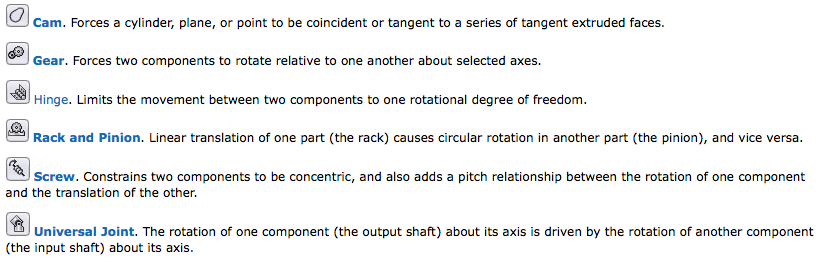 Cam. Forces a cylinder, plane, or point to be coincident or tangent to a series of tangent extruded faces.
Gear. Forces two components to rotate relative to one another about selected axes.
Hinge. Limits the movement between two components to one rotational degree of freedom.
Rack and Pinion. Linear translation of one part (the rack) causes circular rotation in another part (the pinion), and vice versa.
Screw. Constrains two components to be concentric, and also adds a pitch relationship between the rotation of one component
and the translation of the other.
Universal Joint. The rotation of one component (the output shaft) about its axis is driven by the rotation of another component
(the input shaft) about its axis.